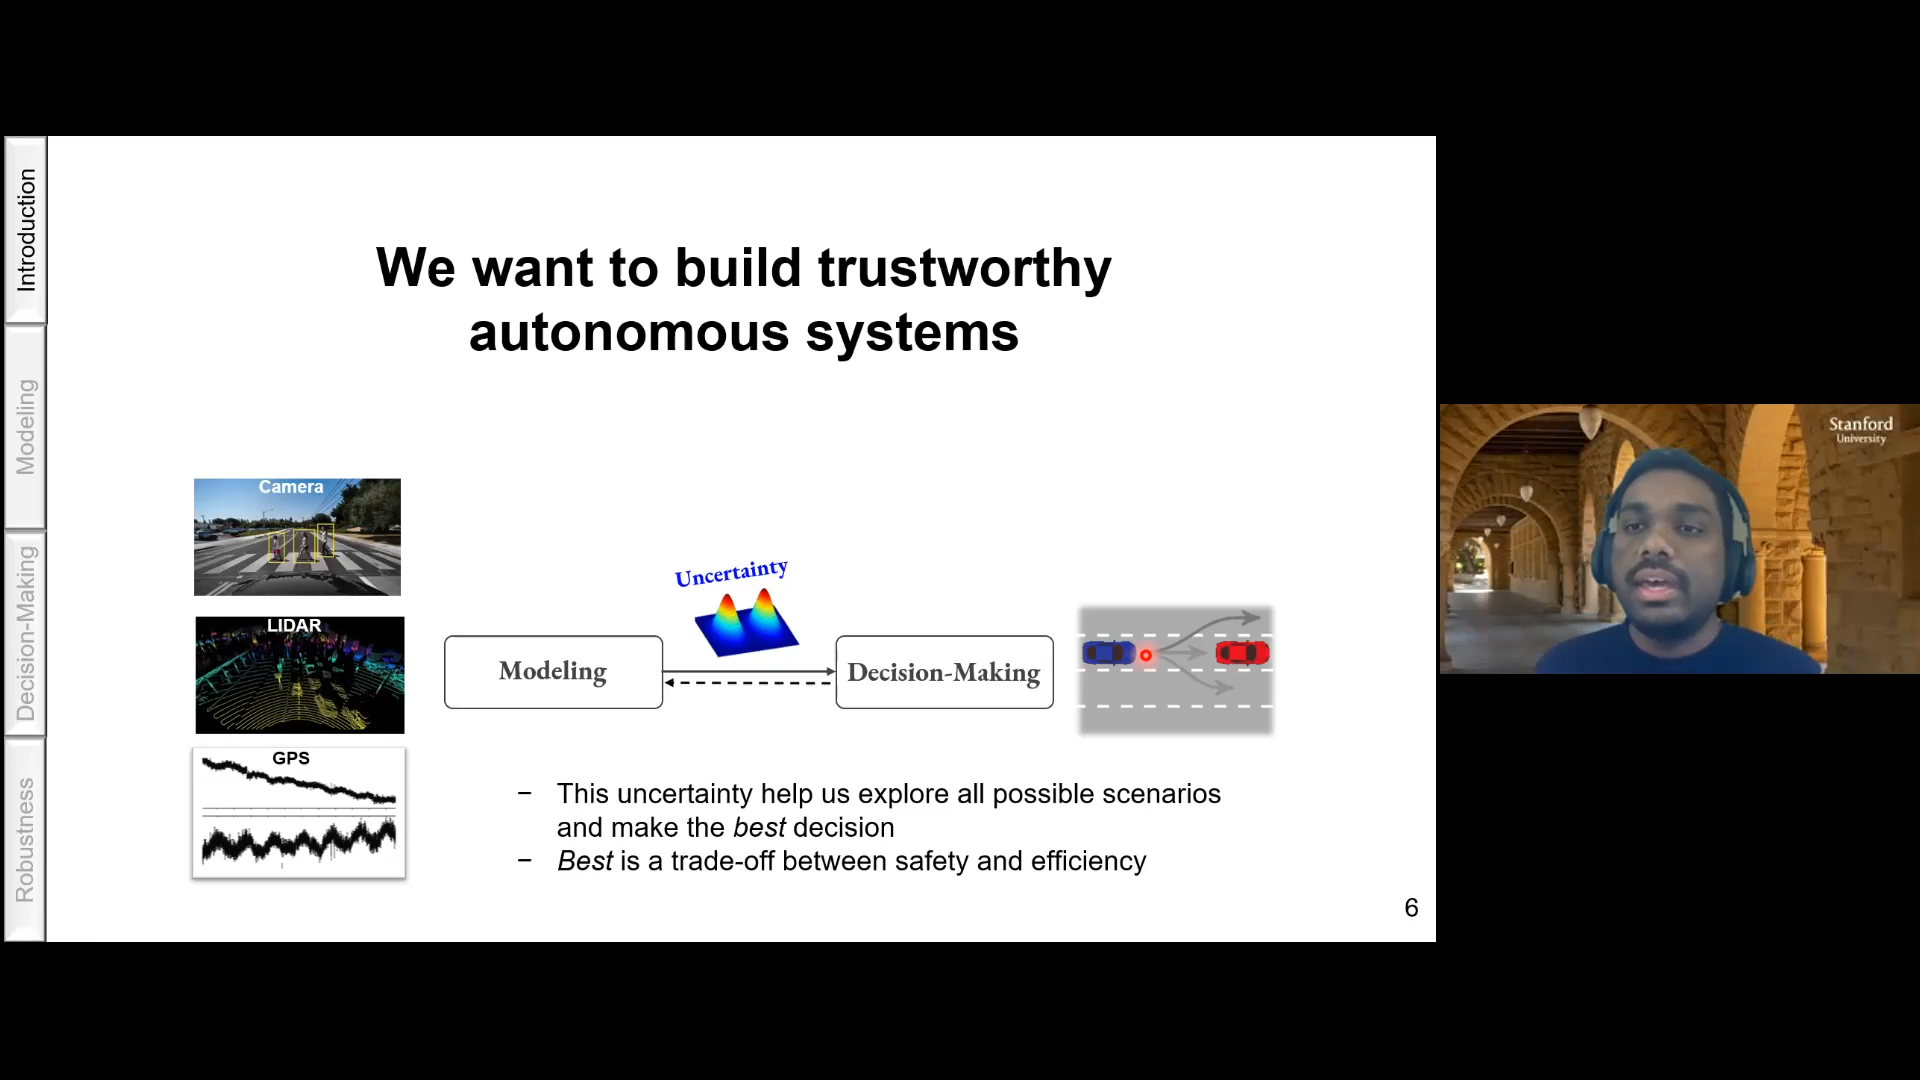 Introduction
Modeling
Decision-Making
Robustness
We want to build trustworthy
autonomous systems
Camera
LIDAR
GPS
Uncertainty
Modeling
Decision-Making
− This uncertainty help us explore all possible scenarios
and make the best decision
− Best is a trade-off between safety and efficiency
6
Stanford
University